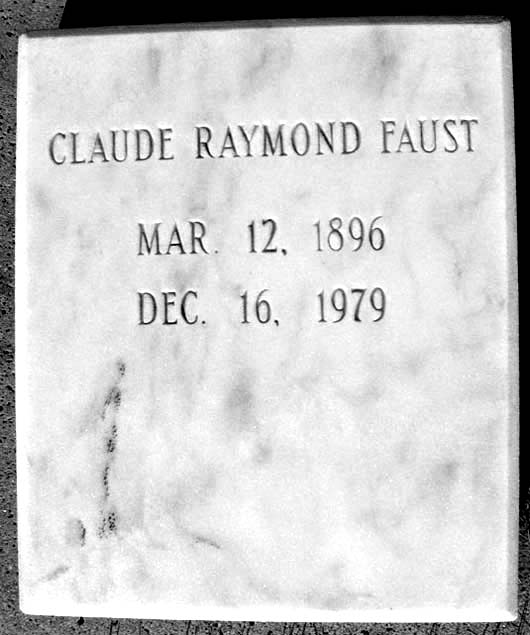 CLAUDE RAYMOND FAUST
MAR. 12, 1896
DEC. 16, 1979